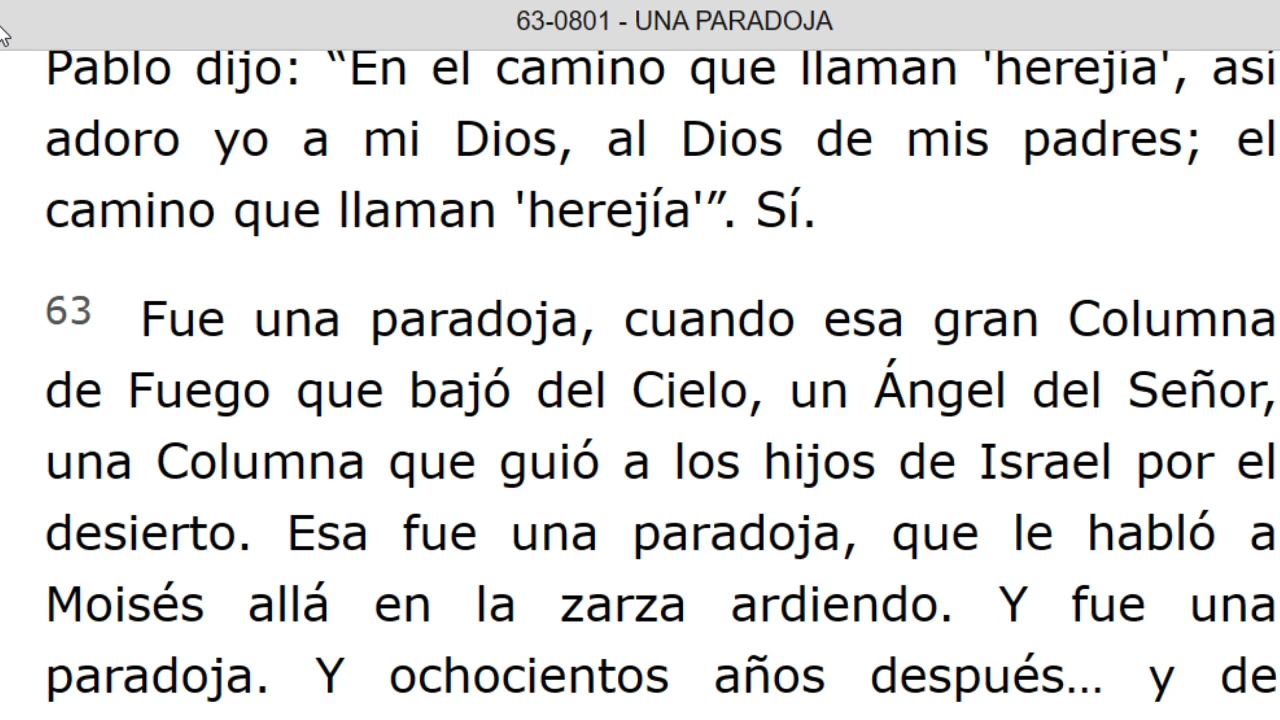 63-0801 - UNA PARADOJA
Pablo dijo: “En el camino que llaman 'herejía', así
adoro yo a mi Dios, al Dios de mis padres; el
camino que llaman 'herejía'”. Sí.
63 Fue una paradoja, cuando esa gran Columna
de Fuego que bajó del Cielo, un Ángel del Señor,
una Columna que guió a los hijos de Israel por el
desierto. Esa fue una paradoja, que le habló a
Moisés allá en la zarza ardiendo. Y fue una
paradoja. Y ochocientos años después... y de